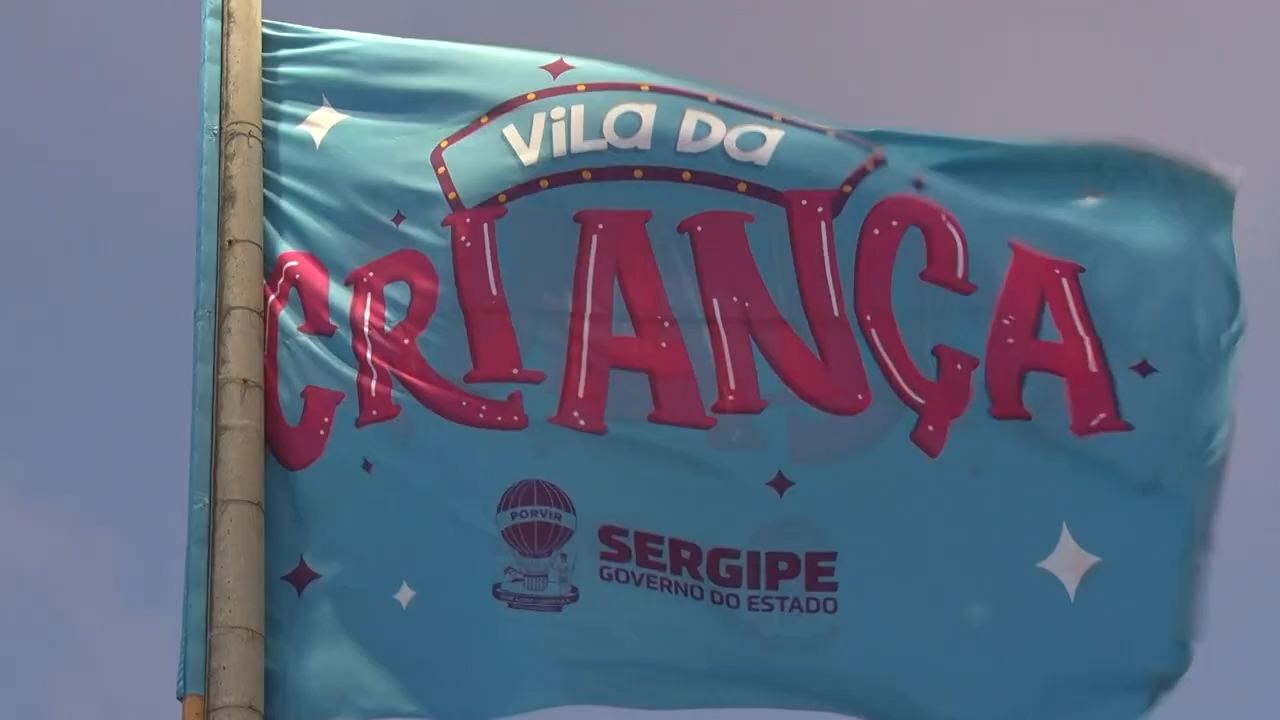 ViLa Da
CRIANÇA
PORVIR
SERGIPE
GOVERNO DO ESTADO